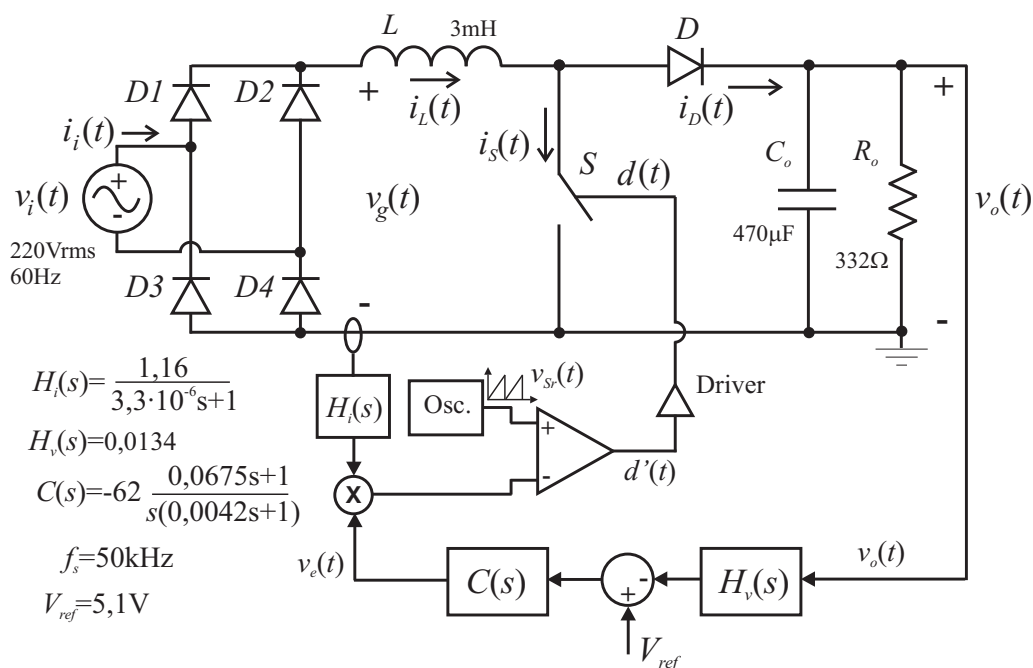 L
3mH
D
D1
D2
+
i_L(t)
i_D(t)
+
i_i(t)
i_S(t)
C_o
R_o
S
d(t)
+
-
v_i(t)
v_g(t)
v_o(t)
220Vrms
60Hz
470µF
332Ω
D3
D4
-
-
H_i(s)=1,16/3,3·10⁻⁶s+1
H_v(s)=0,0134
C(s)=-62 0,0675s+1/s(0,0042s+1)
f_s=50kHz
V_ref=5,1V
H_i(s)
Osc.
v_Sr(t)
Driver
+
-
d’(t)
X
v_e(t)
C(s)
-
+
H_v(s)
v_o(t)
V_ref